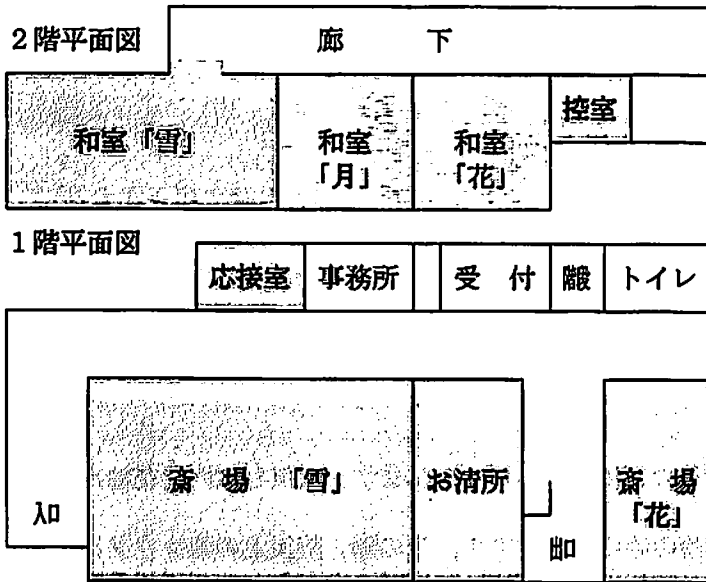 2階平面図
廊 下
和室「雪」
和室
「月」
和室
「花」
控室
1階平面図
応接室
事務所
受 付
階段
トイレ
斎 場 「雪」
お清所
斎 場
「花」
入口
出口